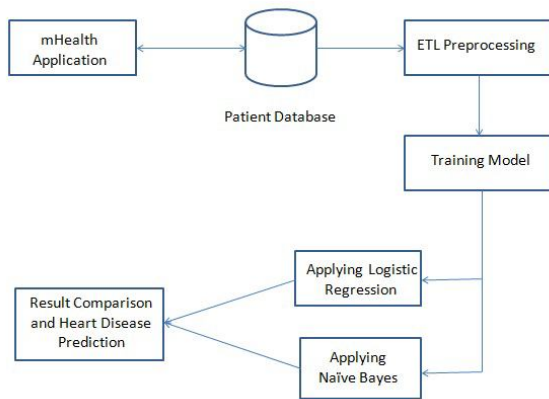 mHealth
Application
Patient Database
ETL Preprocessing
Training Model
Applying Logistic
Regression
Result Comparison
and Heart Disease
Prediction
Applying
Naïve Bayes